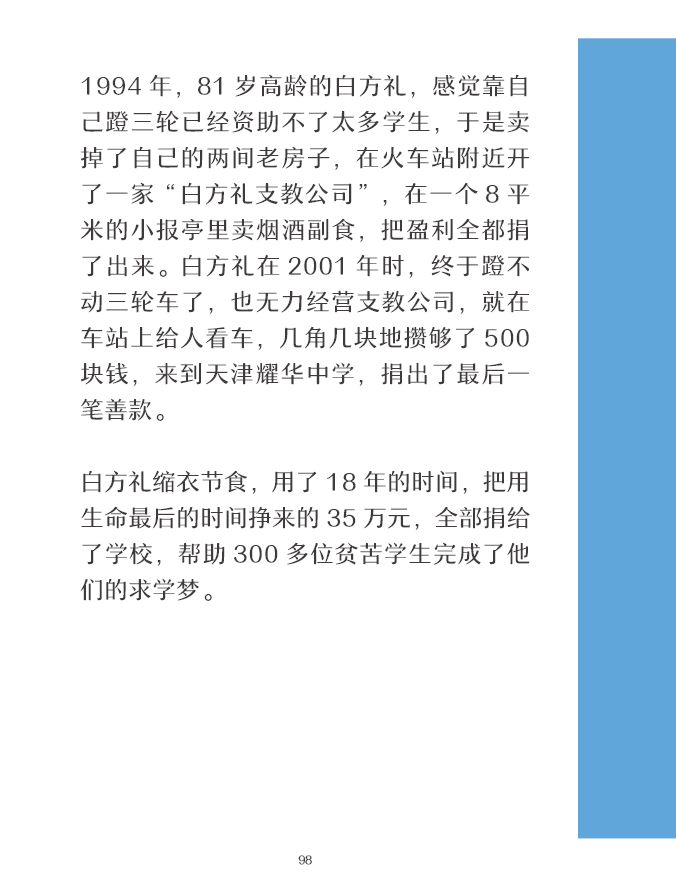 1994 年，81 岁高龄的白方礼，感觉靠自
己蹬三轮已经资助不了太多学生，于是卖
掉了自己的两间老房子，在火车站附近开
了一家“白方礼支教公司”，在一个 8 平
米的小报亭里卖烟酒副食，把盈利全都捐
了出来。白方礼在 2001 年时，终于蹬不
动三轮车了，也无力经营支教公司，就在
车站上给人看车，几角几块地攒够了 500
块钱，来到天津耀华中学，捐出了最后一
笔善款。
白方礼缩衣节食，用了 18 年的时间，把用
生命最后的时间挣来的 35 万元，全部捐给
了学校，帮助 300 多位贫苦学生完成了他
们的求学梦。
98